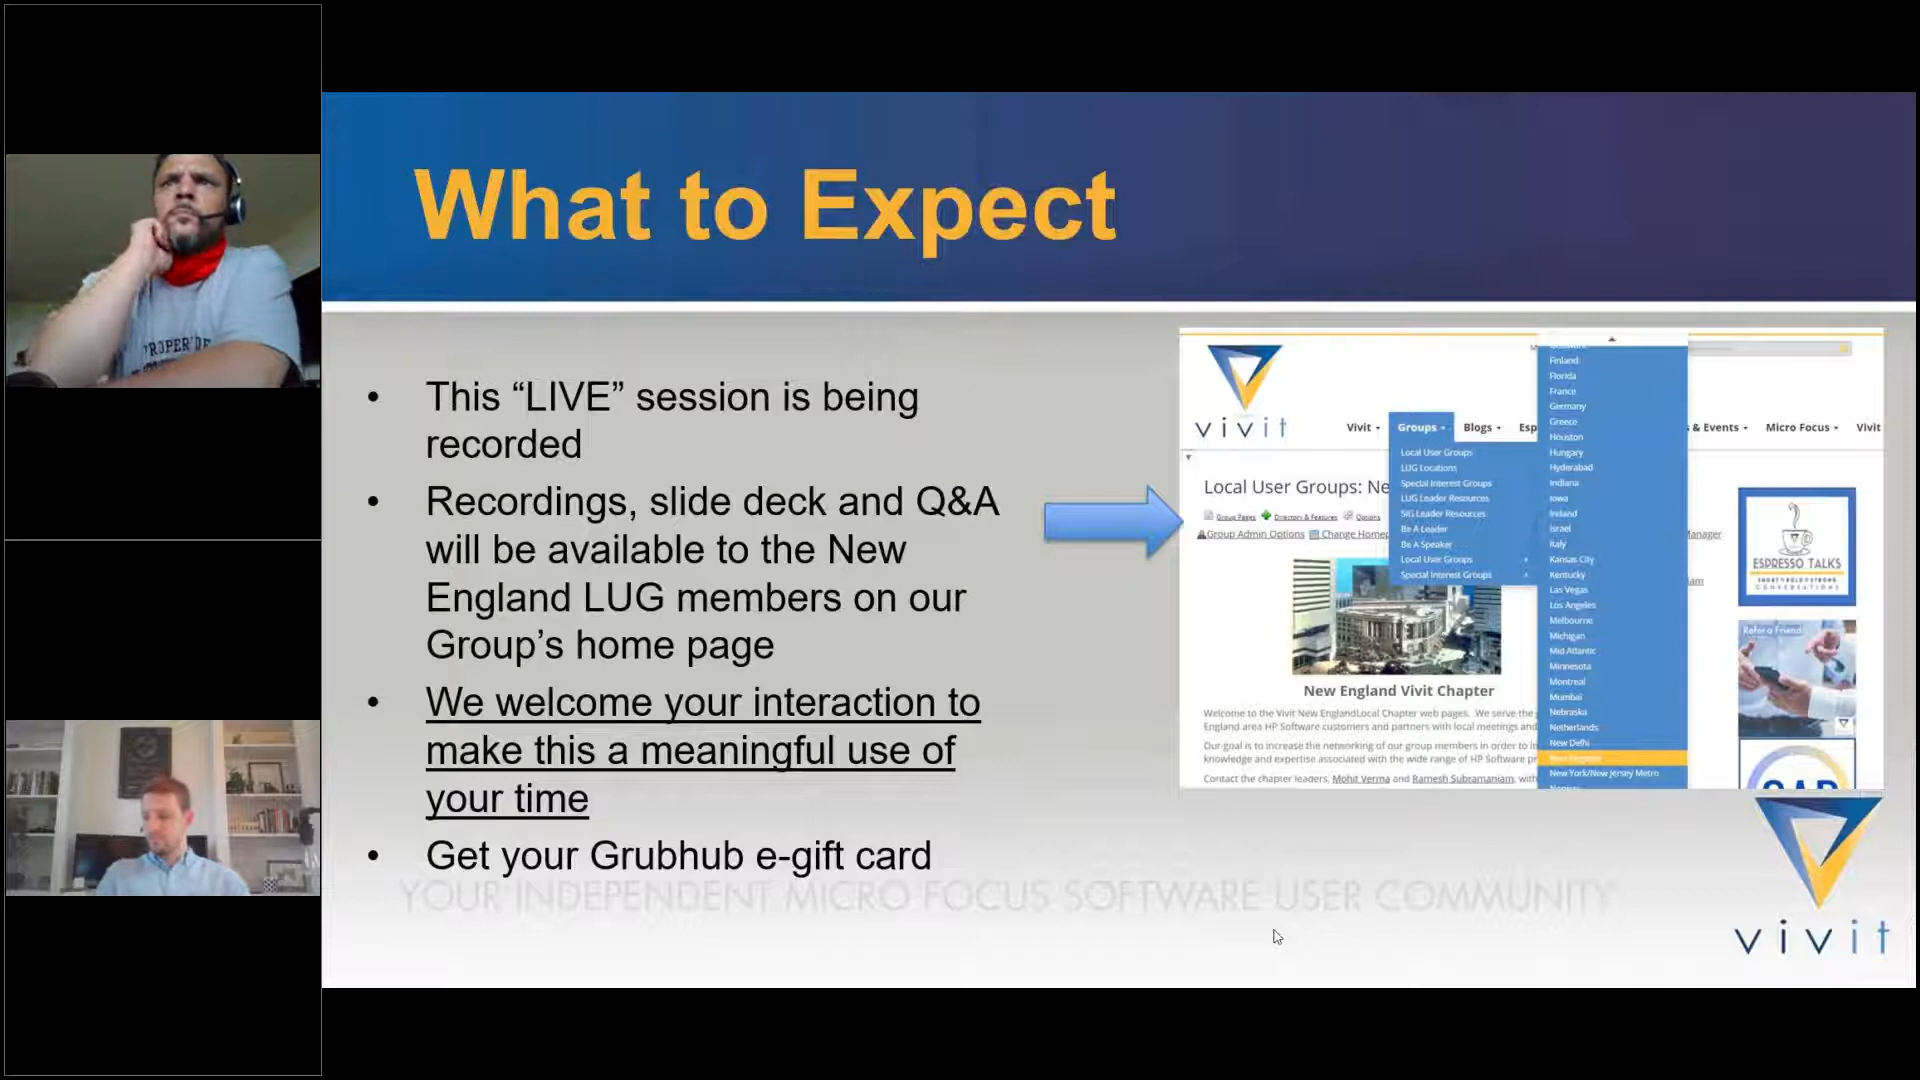 What to Expect
• This “LIVE” session is being
recorded
• Recordings, slide deck and Q&A
will be available to the New
England LUG members on our
Group’s home page
• We welcome your interaction to
make this a meaningful use of
your time
• Get your Grubhub e-gift card
YOUR INDEPENDENT MICRO FOCUS SOFTWARE USER COMMUNITY
vivit
vivit
Vivit Groups Blogs Esp
s & Events Micro Focus Vivit
Local User Groups
LUG Locations
Special Interest Groups
LUG Leader Resources
SIG Leader Resources
Be A Leader
Be A Speaker
Local User Groups
Special Interest Groups
Finland
Florida
France
Germany
Greece
Houston
Hungary
Hyderabad
Indiana
Iowa
Ireland
Israel
Italy
Kansas City
Kentucky
Las Vegas
Los Angeles
Melbourne
Michigan
Mid Atlantic
Minnesota
Montreal
Mumbai
Nebraska
Netherlands
New Delhi
New England
New York/New Jersey Metro
Local User Groups: Ne
Group Pages Directory & Features Options
Group Admin Options Change Homep
Manager
New England Vivit Chapter
Welcome to the Vivit New EnglandLocal Chapter web pages. We serve the
England area HP Software customers and partners with local meetings and
Our goal is to increase the networking of our group members in order to
knowledge and expertise associated with the wide range of HP Software pr
Contact the chapter leaders, Mohit Verma and Ramesh Subramaniam, with
ESPRESSO TALKS
CONVERSATIONS
Refer a Friend
PROPERT